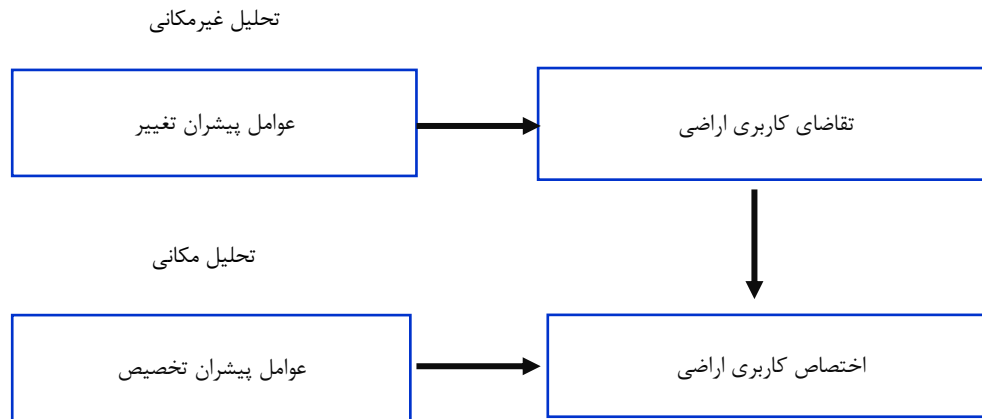 تحلیل غیرمکانی
عوامل پیشران تغییر
تقاضای کاربری اراضی
تحلیل مکانی
عوامل پیشران تخصیص
اختصاص کاربری اراضی